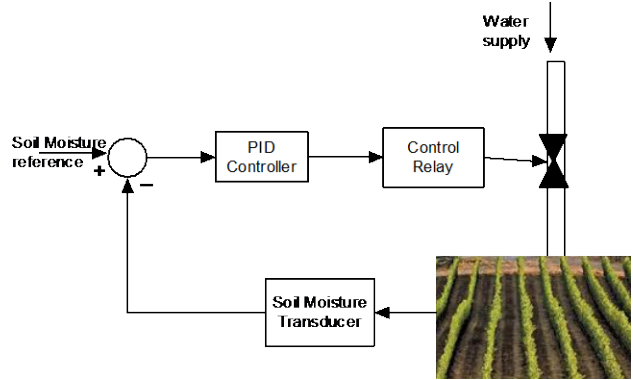 Water
supply
Soil Moisture
reference
+
−
PID
Controller
Control
Relay
Soil Moisture
Transducer